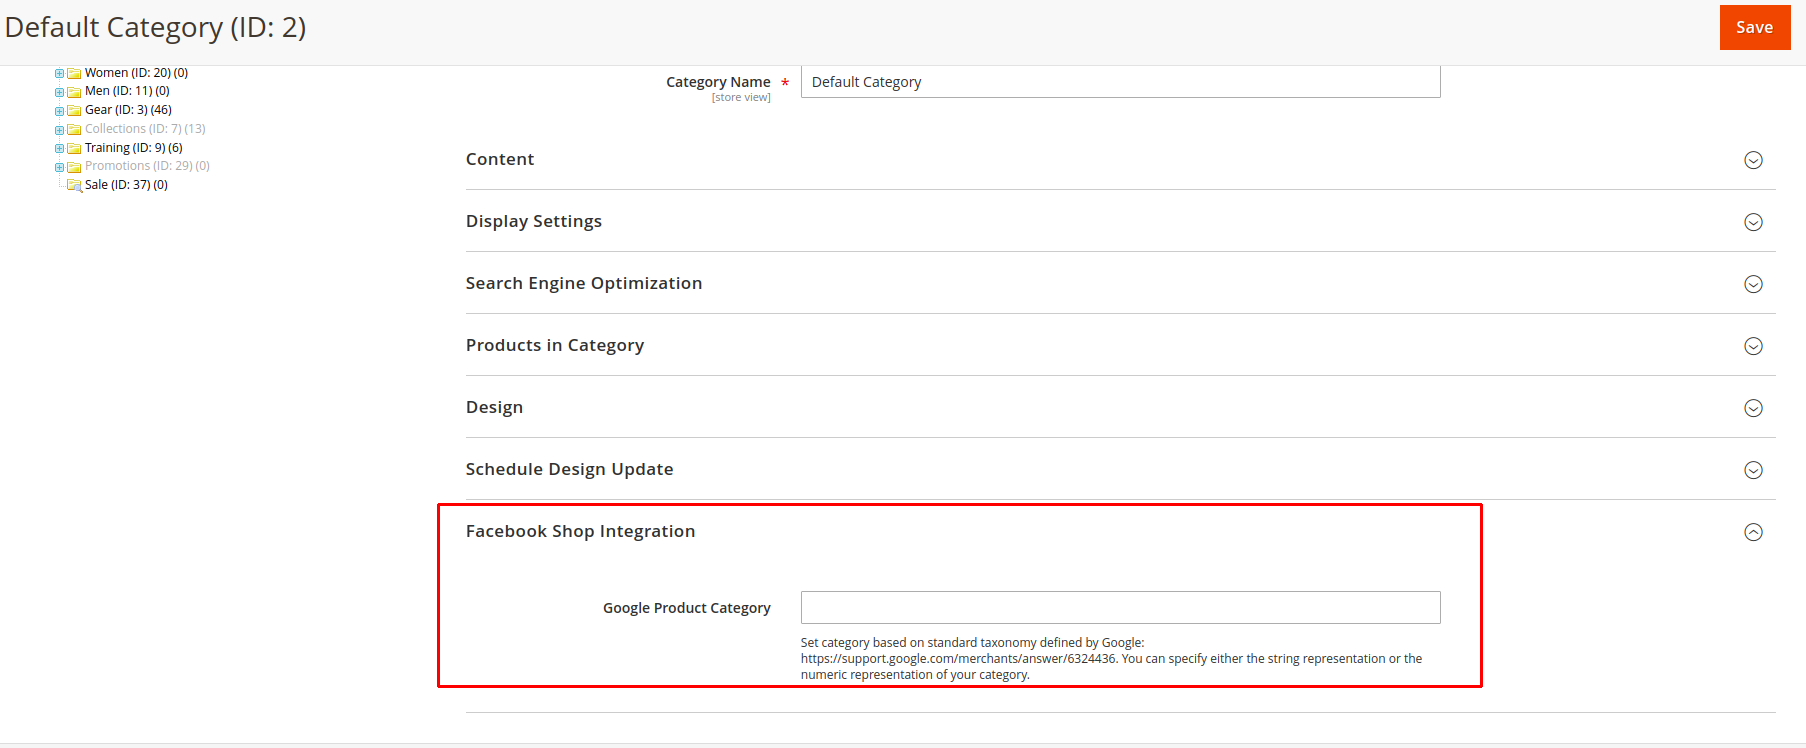 Default Category (ID: 2)
Save
Women (ID: 20) (0)
Men (ID: 11) (0)
Gear (ID: 3) (46)
Collections (ID: 7) (13)
Training (ID: 9) (6)
Promotions (ID: 29) (0)
Sale (ID: 37) (0)
Category Name *
[store view]
Default Category
Content
Display Settings
Search Engine Optimization
Products in Category
Design
Schedule Design Update
Facebook Shop Integration
Google Product Category
Set category based on standard taxonomy defined by Google:
https://support.google.com/merchants/answer/6324436. You can specify either the string representation or the
numeric representation of your category.